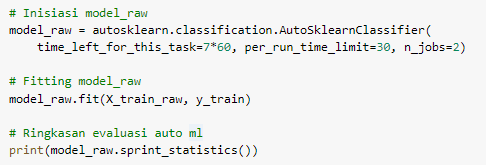 # Inisiasi model_raw
model_raw = autosklearn.classification.AutoSklearnClassifier(
    time_left_for_this_task=7*60, per_run_time_limit=30, n_jobs=2)
# Fitting model_raw
model_raw.fit(X_train_raw, y_train)
# Ringkasan evaluasi auto ml
print(model_raw.sprint_statistics())